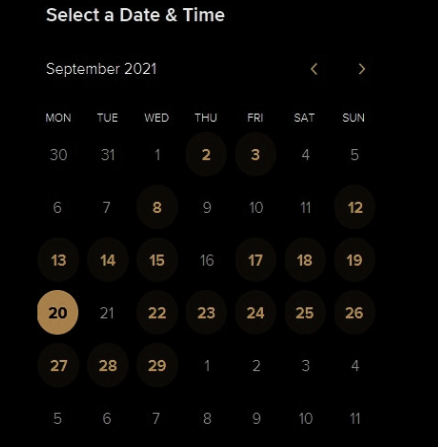 Select a Date & Time
September 2021
MON TUE WED THU FRI SAT SUN
30 31 1 2 3 4 5
6 7 8 9 10 11 12
13 14 15 16 17 18 19
20 21 22 23 24 25 26
27 28 29 1 2 3 4
5 6 7 8 9 10 11